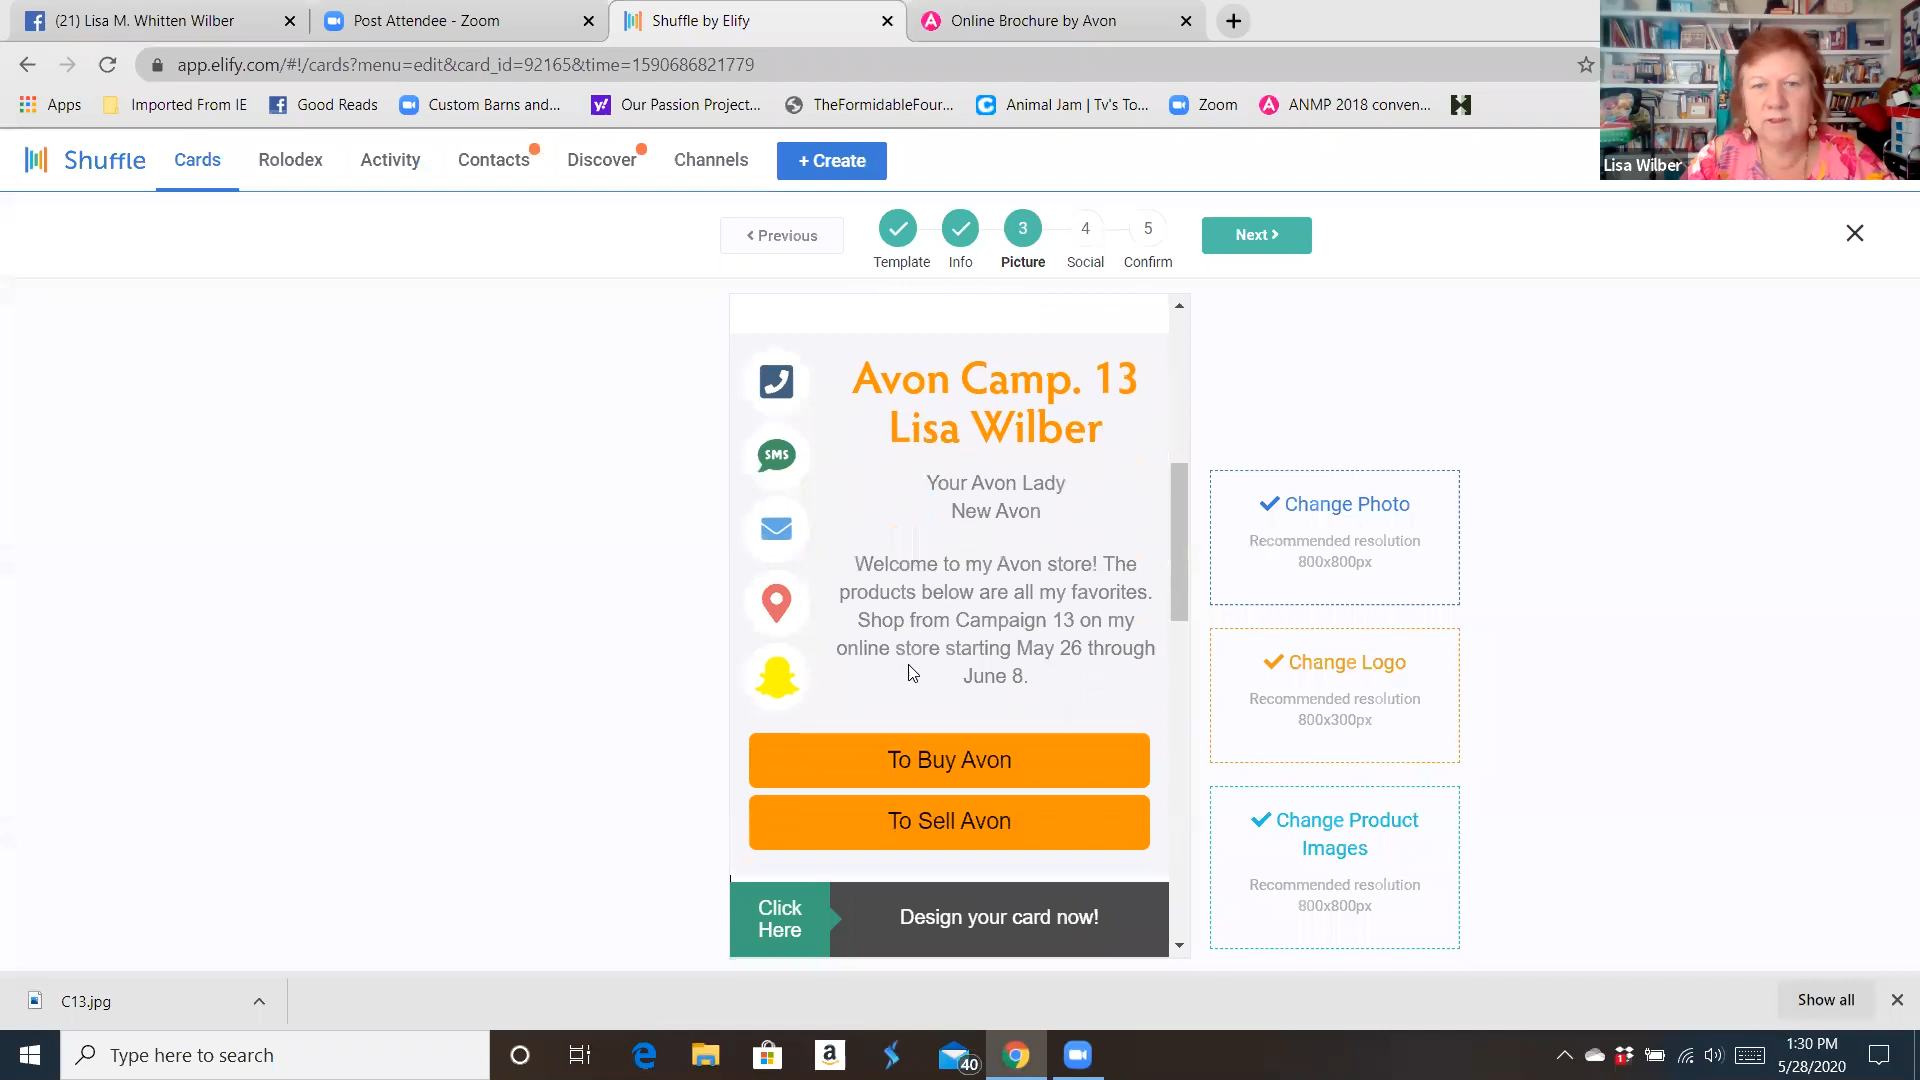 (21) Lisa M. Whitten Wilber
Post Attendee - Zoom
Shuffle by Elify
Online Brochure by Avon
app.elify.com/#!/cards?menu=edit&card_id=92165&time=1590686821779
Apps
Imported From IE
Good Reads
Custom Barns and...
Our Passion Project...
TheFormidableFour...
Animal Jam | Tv's To...
Zoom
ANMP 2018 conven...
Lisa Wilber
Shuffle
Cards
Rolodex
Activity
Contacts
Discover
Channels
+ Create
Previous
3
4
5
Template
Info
Picture
Social
Confirm
Next
Avon Camp. 13
Lisa Wilber
Your Avon Lady
New Avon
SMS
Welcome to my Avon store! The
products below are all my favorites.
Shop from Campaign 13 on my
online store starting May 26 through
June 8.
To Buy Avon
To Sell Avon
Click
Here
Design your card now!
Change Photo
Recommended resolution
800x800px
Change Logo
Recommended resolution
800x300px
Change Product
Images
Recommended resolution
800x800px
C13.jpg
Show all
Type here to search
a
40
1
1:30 PM
5/28/2020